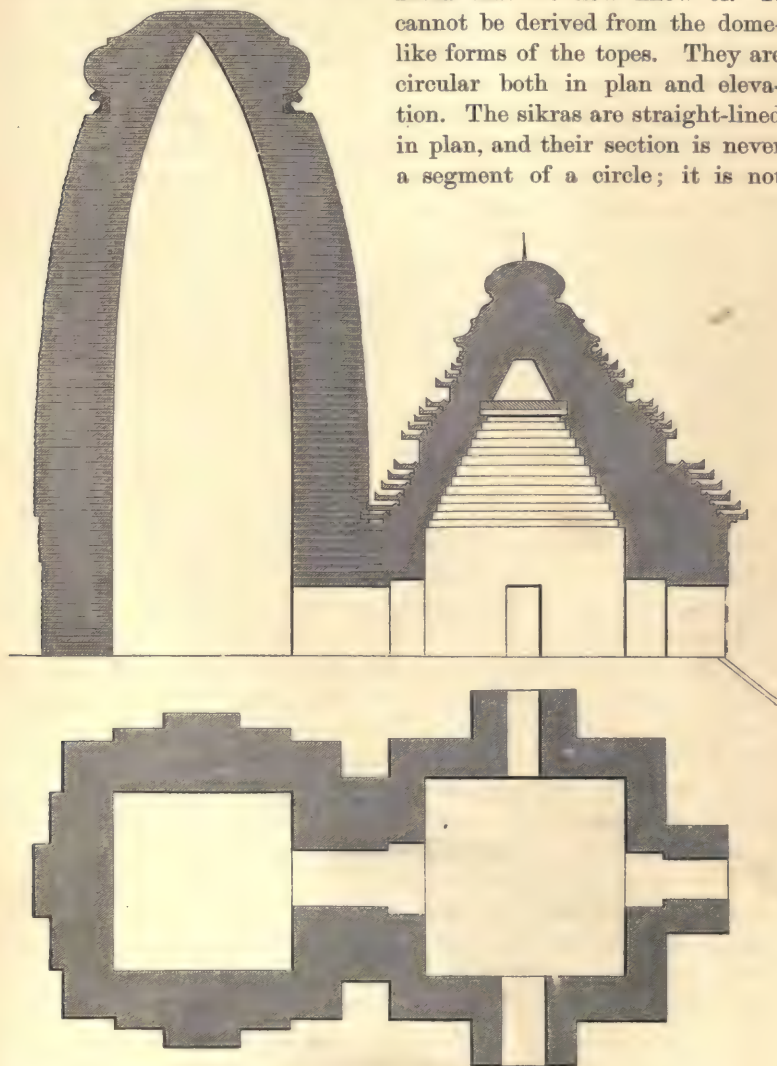 cannot be derived from the dome-
like forms of the topes. They are
circular both in plan and eleva-
tion. The sikras are straight-lined
in plan, and their section is never
a segment of a circle; it is not